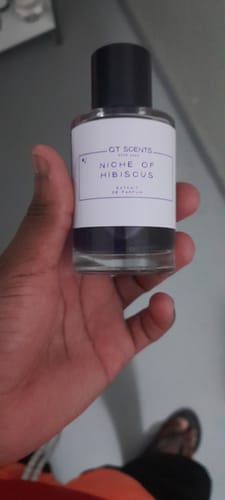 QT SCENTS
NICHE OF
HIBISCUS
EXTRAIT
DE PARFUM